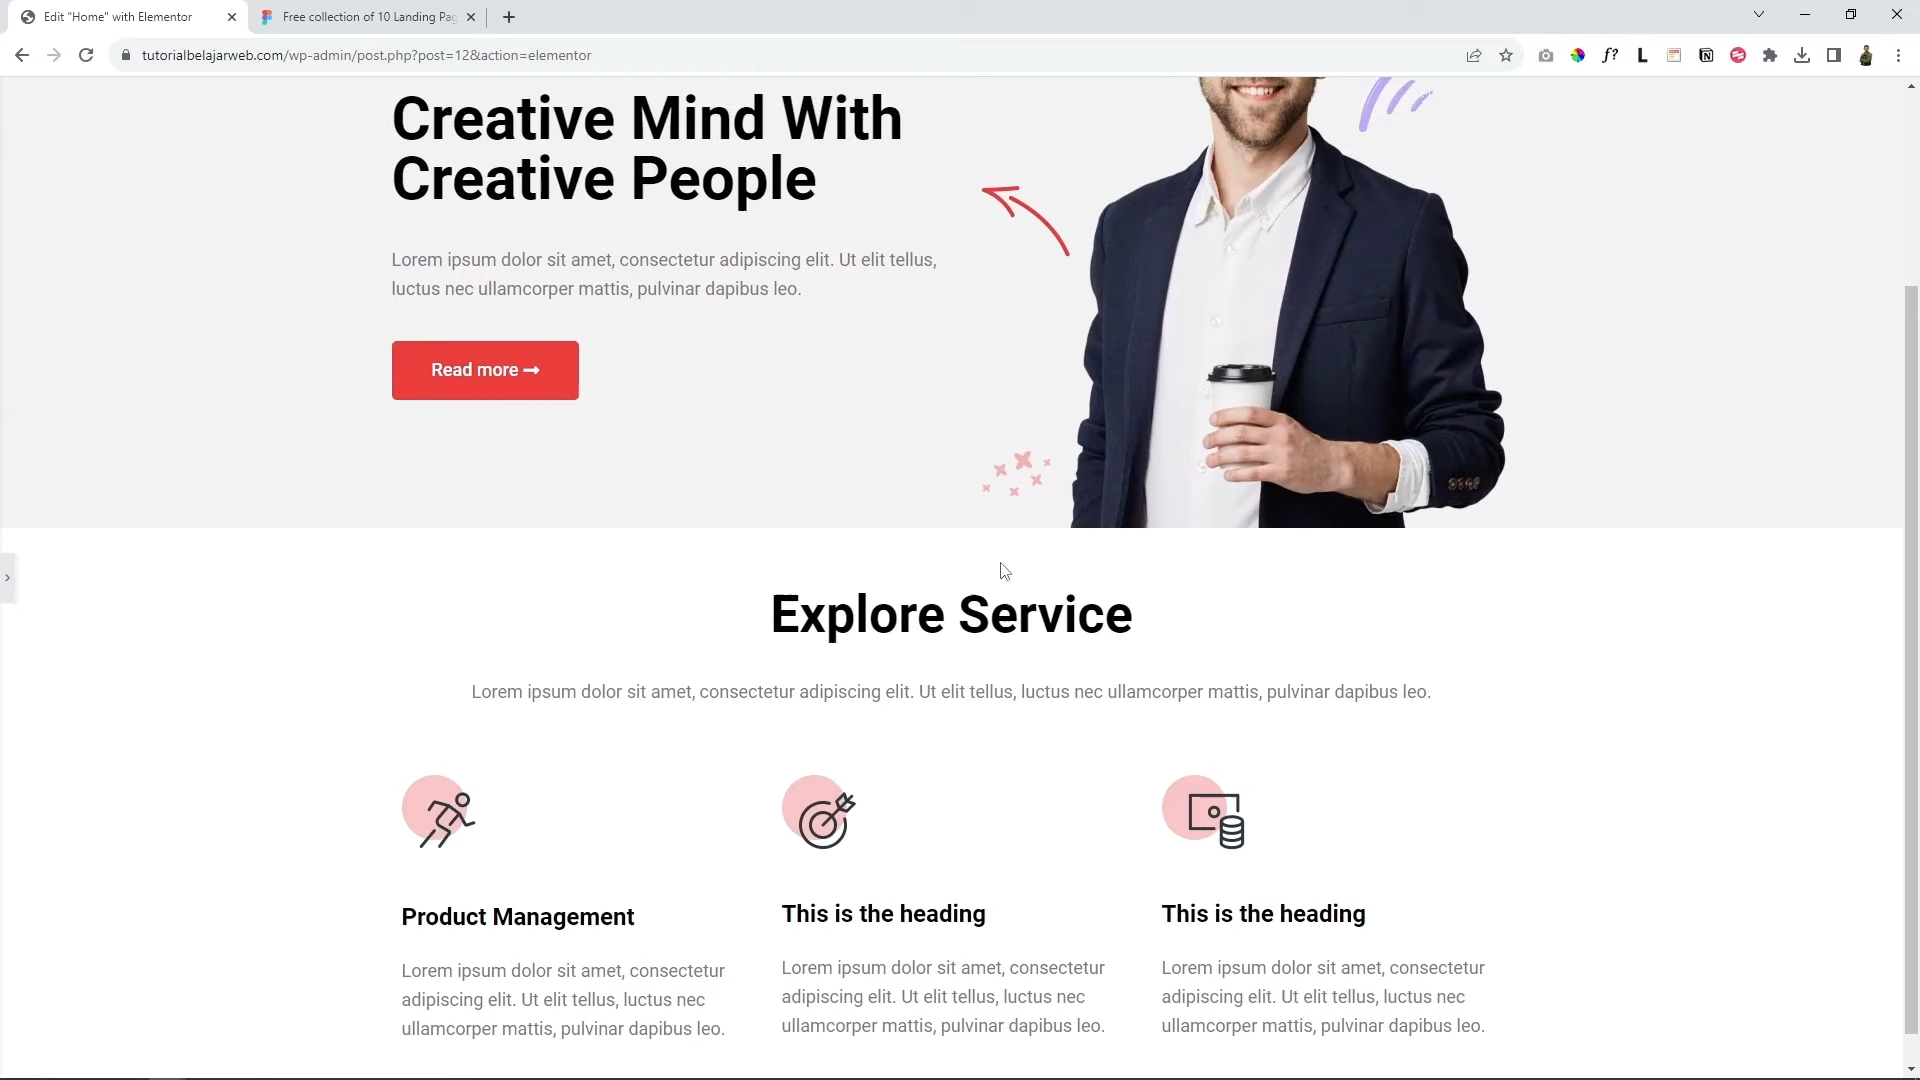 Edit "Home" with Elementor
Free collection of 10 Landing Pag
tutorialbelajarweb.com/wp-admin/post.php?post=12&action=elementor
f?
L
N
Creative Mind With
Creative People
Lorem ipsum dolor sit amet, consectetur adipiscing elit. Ut elit tellus,
luctus nec ullamcorper mattis, pulvinar dapibus leo.
Read more
Explore Service
Lorem ipsum dolor sit amet, consectetur adipiscing elit. Ut elit tellus, luctus nec ullamcorper mattis, pulvinar dapibus leo.
Product Management
Lorem ipsum dolor sit amet, consectetur
adipiscing elit. Ut elit tellus, luctus nec
ullamcorper mattis, pulvinar dapibus leo.
This is the heading
Lorem ipsum dolor sit amet, consectetur
adipiscing elit. Ut elit tellus, luctus nec
ullamcorper mattis, pulvinar dapibus leo.
This is the heading
Lorem ipsum dolor sit amet, consectetur
adipiscing elit. Ut elit tellus, luctus nec
ullamcorper mattis, pulvinar dapibus leo.